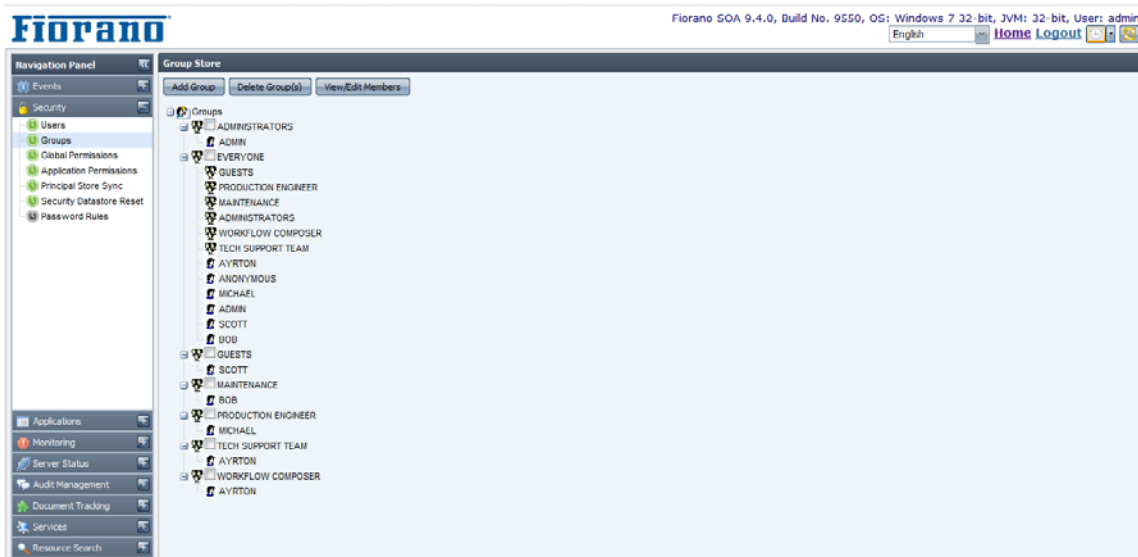 Fiorano
Fiorano SOA 9.4.0, Build No. 9550, OS: Windows 7 32-bit, JVM: 32-bit, User: admin
English Home Logout
Navigation Panel
Events
Security
Users
Groups
Global Permissions
Application Permissions
Principal Store Sync
Security Datastore Reset
Password Rules
Applications
Monitoring
Server Status
Audit Management
Document Tracking
Services
Resource Search
Group Store
Add Group Delete Group(s) View/Edit Members
Groups
ADMINISTRATORS
ADMIN
EVERYONE
GUESTS
PRODUCTION ENGINEER
MAINTENANCE
ADMINISTRATORS
WORKFLOW COMPOSER
TECH SUPPORT TEAM
AYRTON
ANONYMOUS
MICHAEL
ADMIN
SCOTT
BOB
GUESTS
SCOTT
MAINTENANCE
BOB
PRODUCTION ENGINEER
MICHAEL
TECH SUPPORT TEAM
AYRTON
WORKFLOW COMPOSER
AYRTON